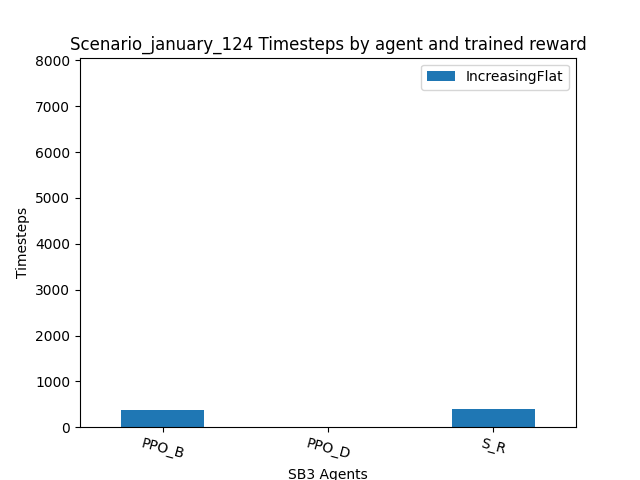 Scenario_january_124 Timesteps by agent and trained reward
IncreasingFlat
8000
7000
6000
5000
4000
3000
2000
1000
0
Timesteps
PPO_B
PPO_D
S_R
SB3 Agents